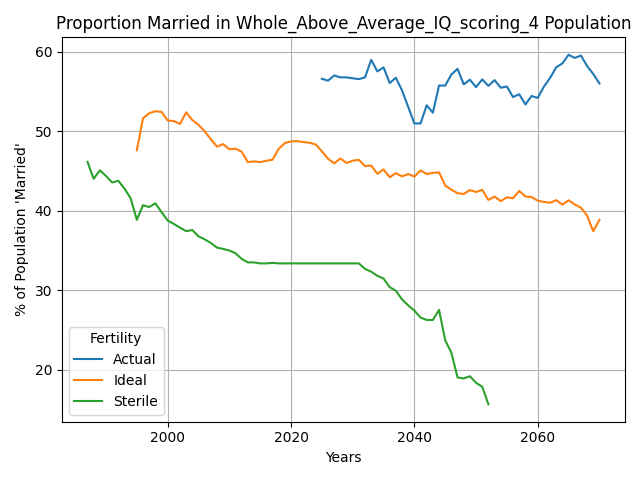 Proportion Married in Whole_Above_Average_IQ_scoring_4 Population
% of Population 'Married'
60
50
40
30
20
Fertility
Actual
Ideal
Sterile
2000
2020
2040
2060
Years